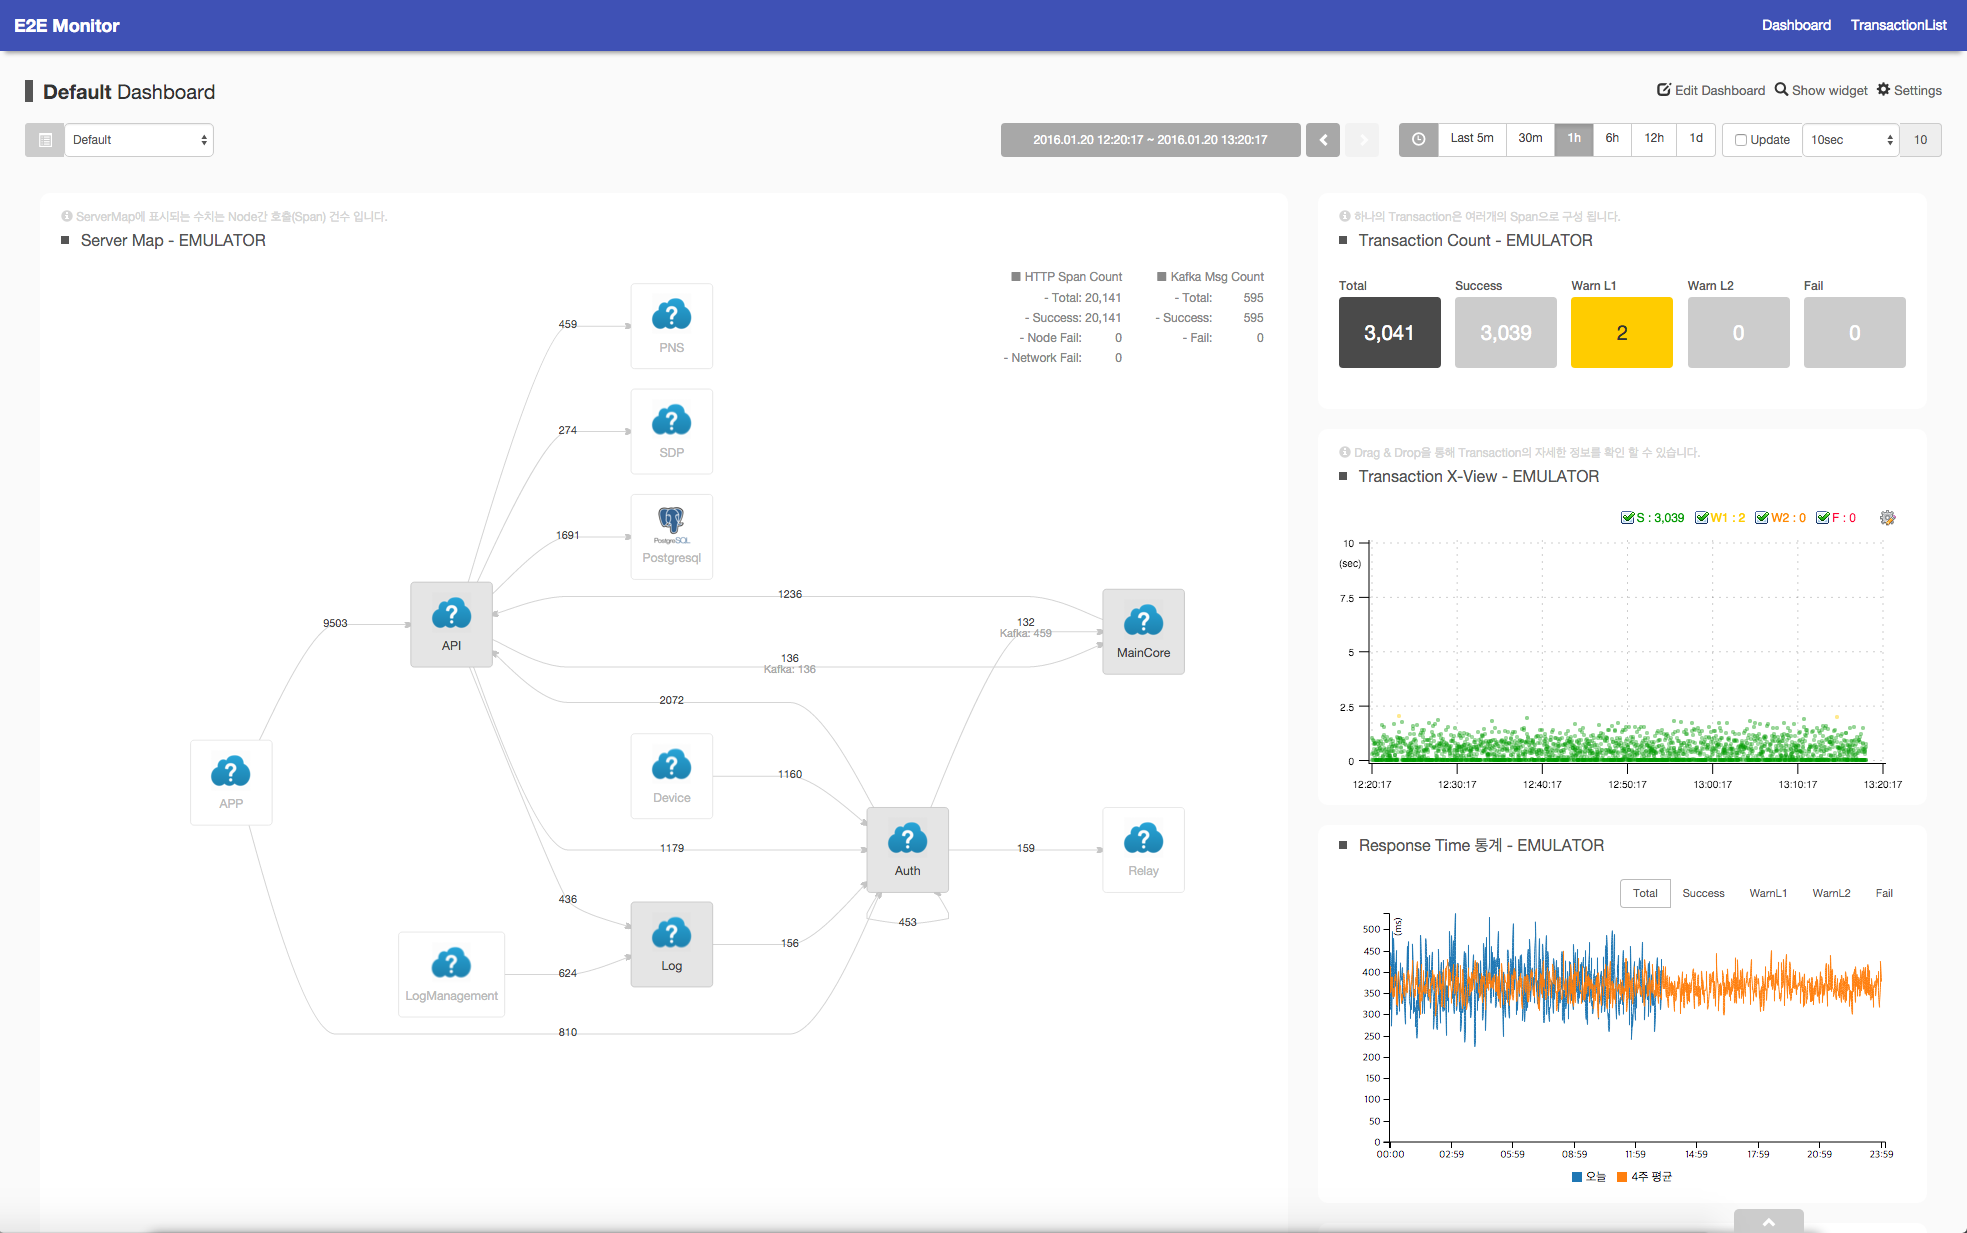 E2E Monitor
Dashboard TransactionList
Default Dashboard
Edit Dashboard Show widget Settings
Default
2016.01.20 12:20:17 ~ 2016.01.20 13:20:17
Last 5m 30m 1h 6h 12h 1d
Update 10sec 10
ServerMap에 표시되는 수치는 Node간 호출(Span) 건수 입니다.
Server Map - EMULATOR
HTTP Span Count
- Total: 20,141
- Success: 20,141
- Node Fail: 0
- Network Fail: 0
Kafka Msg Count
- Total: 595
- Success: 595
- Fail: 0
459
PNS
274
SDP
1691
PostgreSQL
Postgresql
9503
API
1236
132
Kafka: 459
MainCore
136
Kafka: 136
2072
APP
Device
1160
1179
Auth
159
Relay
436
453
Log
156
LogManagement
624
810
하나의 Transaction은 여러개의 Span으로 구성 됩니다.
Transaction Count - EMULATOR
Total Success Warn L1 Warn L2 Fail
3,041 3,039 2 0 0
Drag & Drop을 통해 Transaction의 자세한 정보를 확인 할 수 있습니다.
Transaction X-View - EMULATOR
S : 3,039 W1 : 2 W2 : 0 F : 0
10
(sec)
7.5
5
2.5
0
12:20:17 12:30:17 12:40:17 12:50:17 13:00:17 13:10:17 13:20:17
Response Time 통계 - EMULATOR
Total Success WarnL1 WarnL2 Fail
(ms)
500
450
400
350
300
250
200
150
100
50
0
00:00 02:59 05:59 08:59 11:59 14:59 17:59 20:59 23:59
오늘 4주 평균